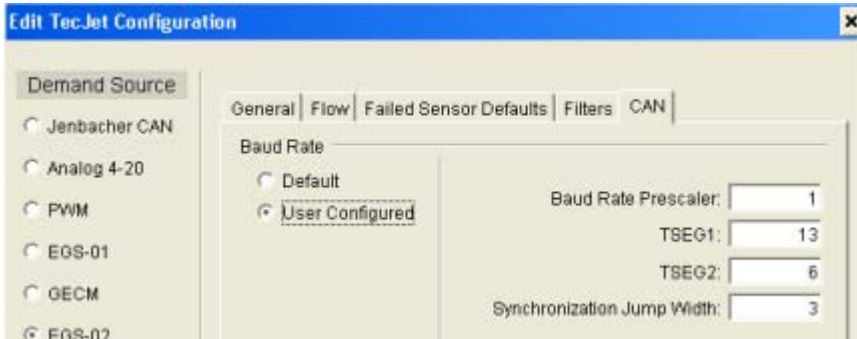 Edit TecJet Configuration
Demand Source
Jenbacher CAN
Analog 4-20
PWM
EGS-01
GECM
EGS-02
General Flow Failed Sensor Defaults Filters CAN
Baud Rate
Default
User Configured
Baud Rate Prescaler: 1
TSEG1: 13
TSEG2: 6
Synchronization Jump Width: 3